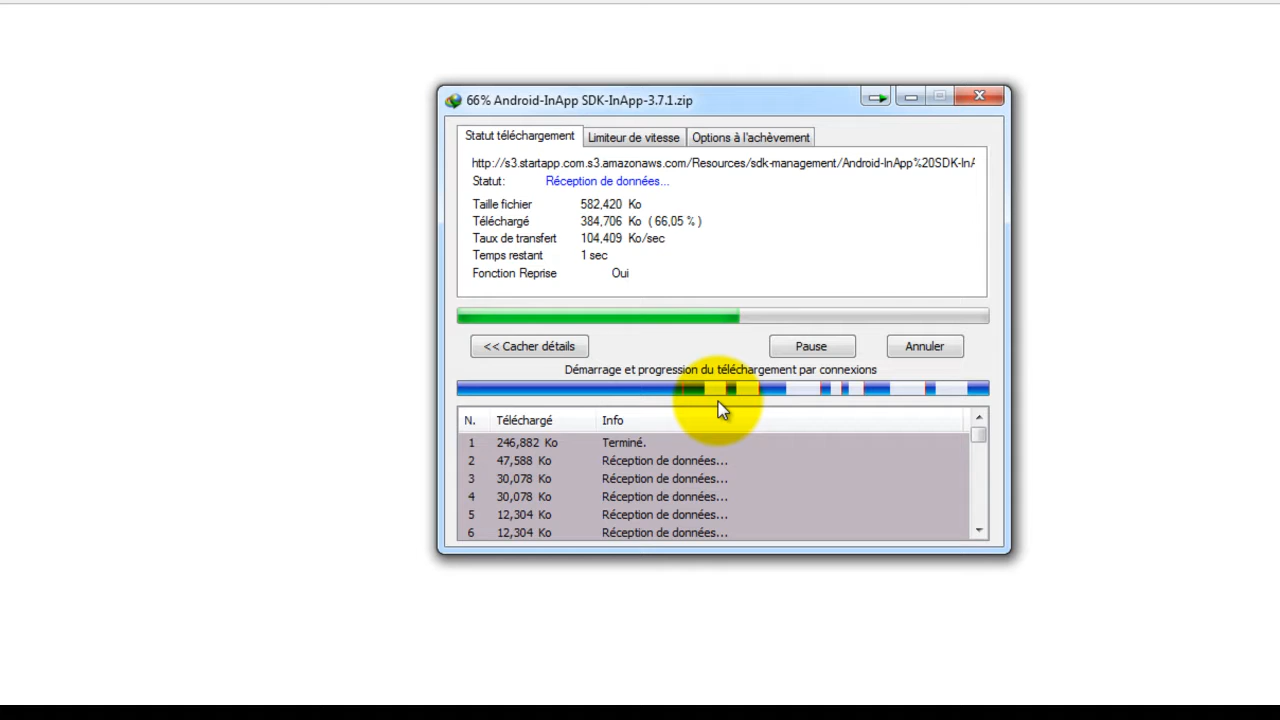 66% Android-InApp SDK-InApp-3.7.1.zip
Statut téléchargement Limiteur de vitesse Options à l'achèvement
http://s3.startapp.com.s3.amazonaws.com/Resources/sdk-management/Android-InApp%20SDK-InA
Statut: Réception de données...
Taille fichier 582,420 Ko
Téléchargé 384,706 Ko ( 66,05 % )
Taux de transfert 104,409 Ko/sec
Temps restant 1 sec
Fonction Reprise Oui
<< Cacher détails Pause Annuler
Démarrage et progression du téléchargement par connexions
N. Téléchargé Info
1 246,882 Ko Terminé.
2 47,588 Ko Réception de données...
3 30,078 Ko Réception de données...
4 30,078 Ko Réception de données...
5 12,304 Ko Réception de données...
6 12,304 Ko Réception de données...